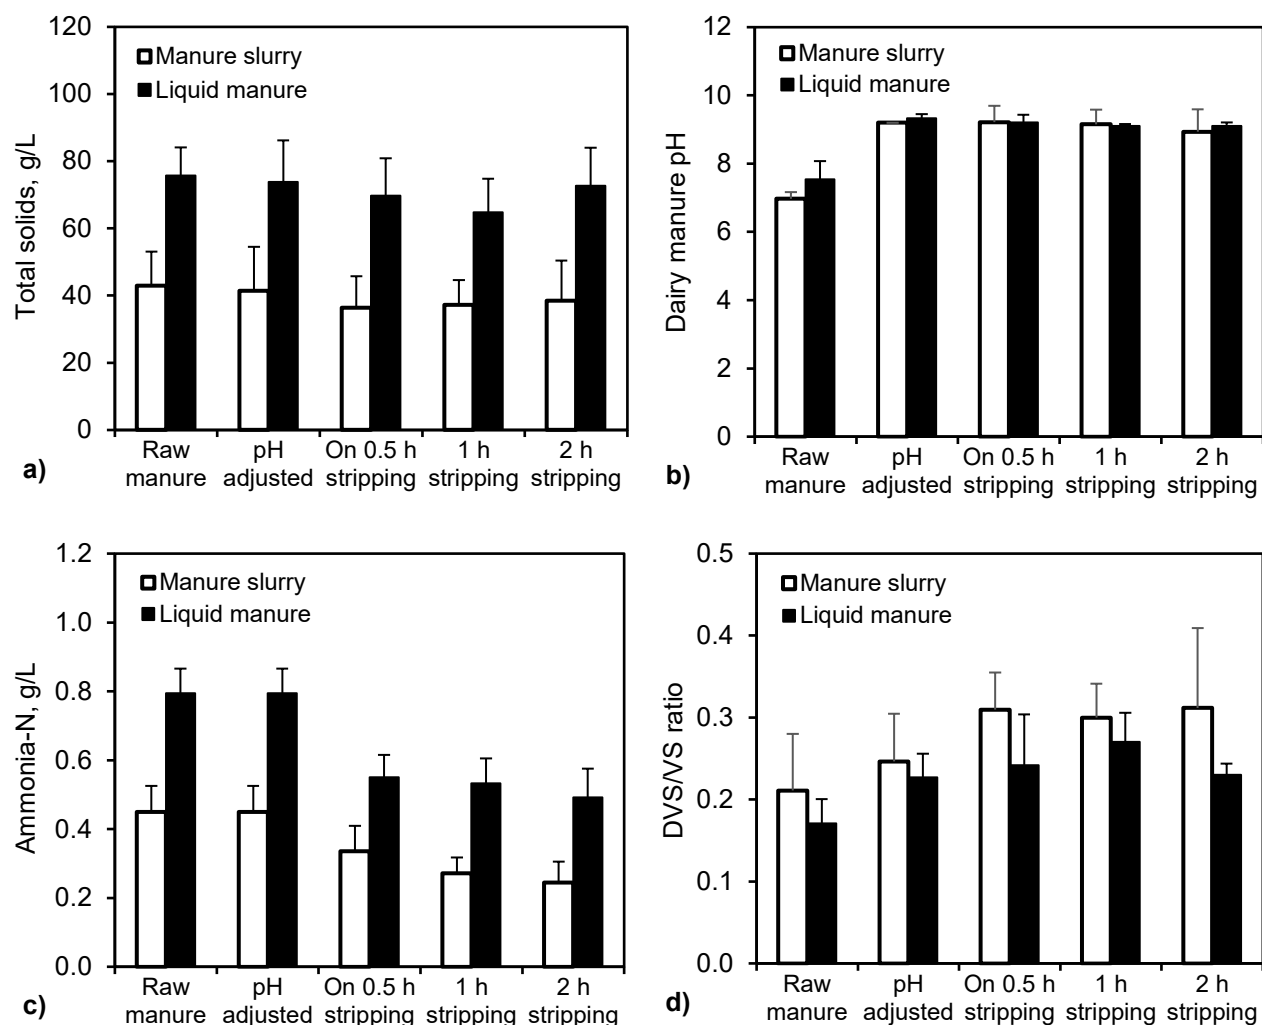 Total solids, g/L
120
100
80
60
40
20
0
Manure slurry
Liquid manure
Raw manure
pH adjusted
On 0.5 h stripping
1 h stripping
2 h stripping
a)
Dairy manure pH
12
10
8
6
4
2
0
Manure slurry
Liquid manure
Raw manure
pH adjusted
On 0.5 h stripping
1 h stripping
2 h stripping
b)
Ammonia-N, g/L
1.2
1.0
0.8
0.6
0.4
0.2
0.0
Manure slurry
Liquid manure
Raw manure
pH adjusted
On 0.5 h stripping
1 h stripping
2 h stripping
c)
DVS/VS ratio
0.5
0.4
0.3
0.2
0.1
0.0
Manure slurry
Liquid manure
Raw manure
pH adjusted
On 0.5 h stripping
1 h stripping
2 h stripping
d)